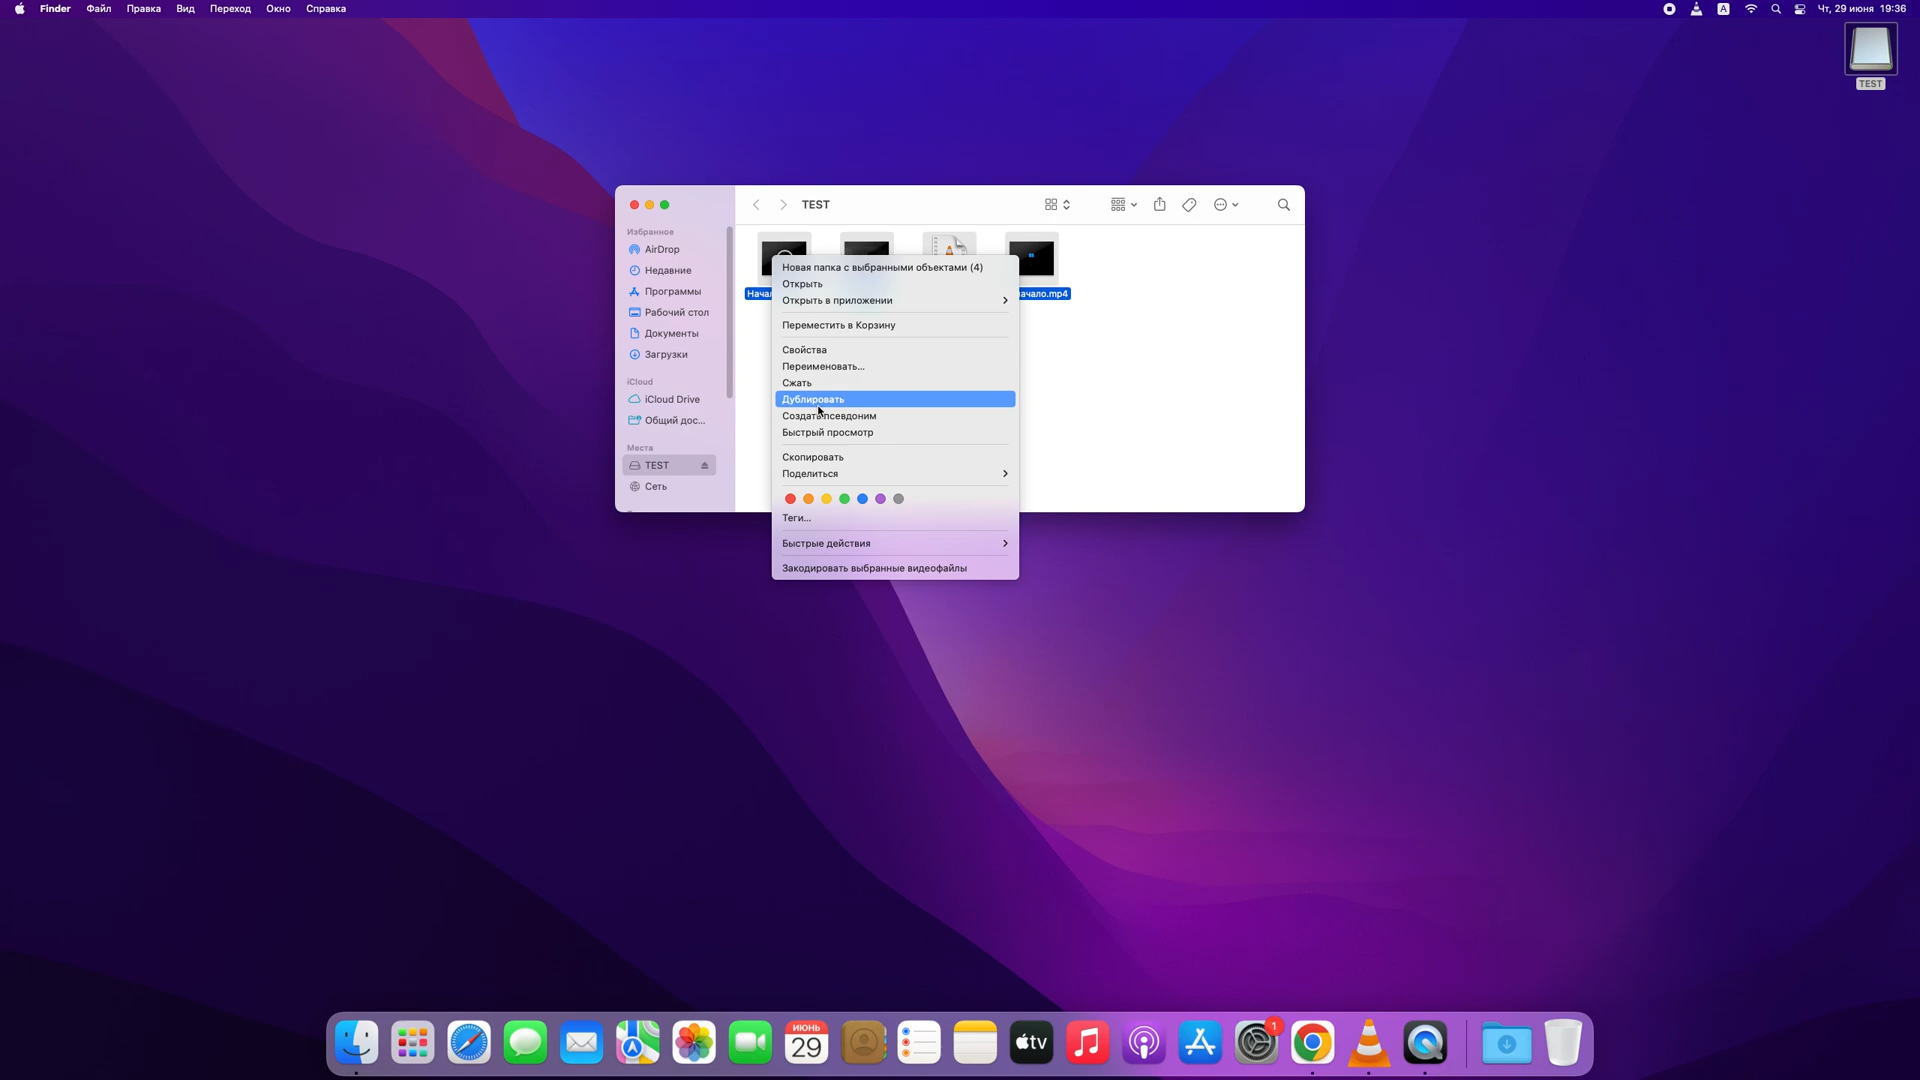 Finder Файл Правка Вид Переход Окно Справка
A Чт, 29 июня 19:36
TEST
TEST
Избранное
AirDrop
Недавние
Программы
Рабочий стол
Документы
Загрузки
iCloud
iCloud Drive
Общий дос...
Места
TEST
Сеть
Новая папка с выбранными объектами (4)
Открыть
Открыть в приложении
Переместить в Корзину
Свойства
Переименовать...
Сжать
Дублировать
Создать псевдоним
Быстрый просмотр
Скопировать
Поделиться
Теги...
Быстрые действия
Закодировать выбранные видеофайлы
ИЮНЬ
29
tv
1